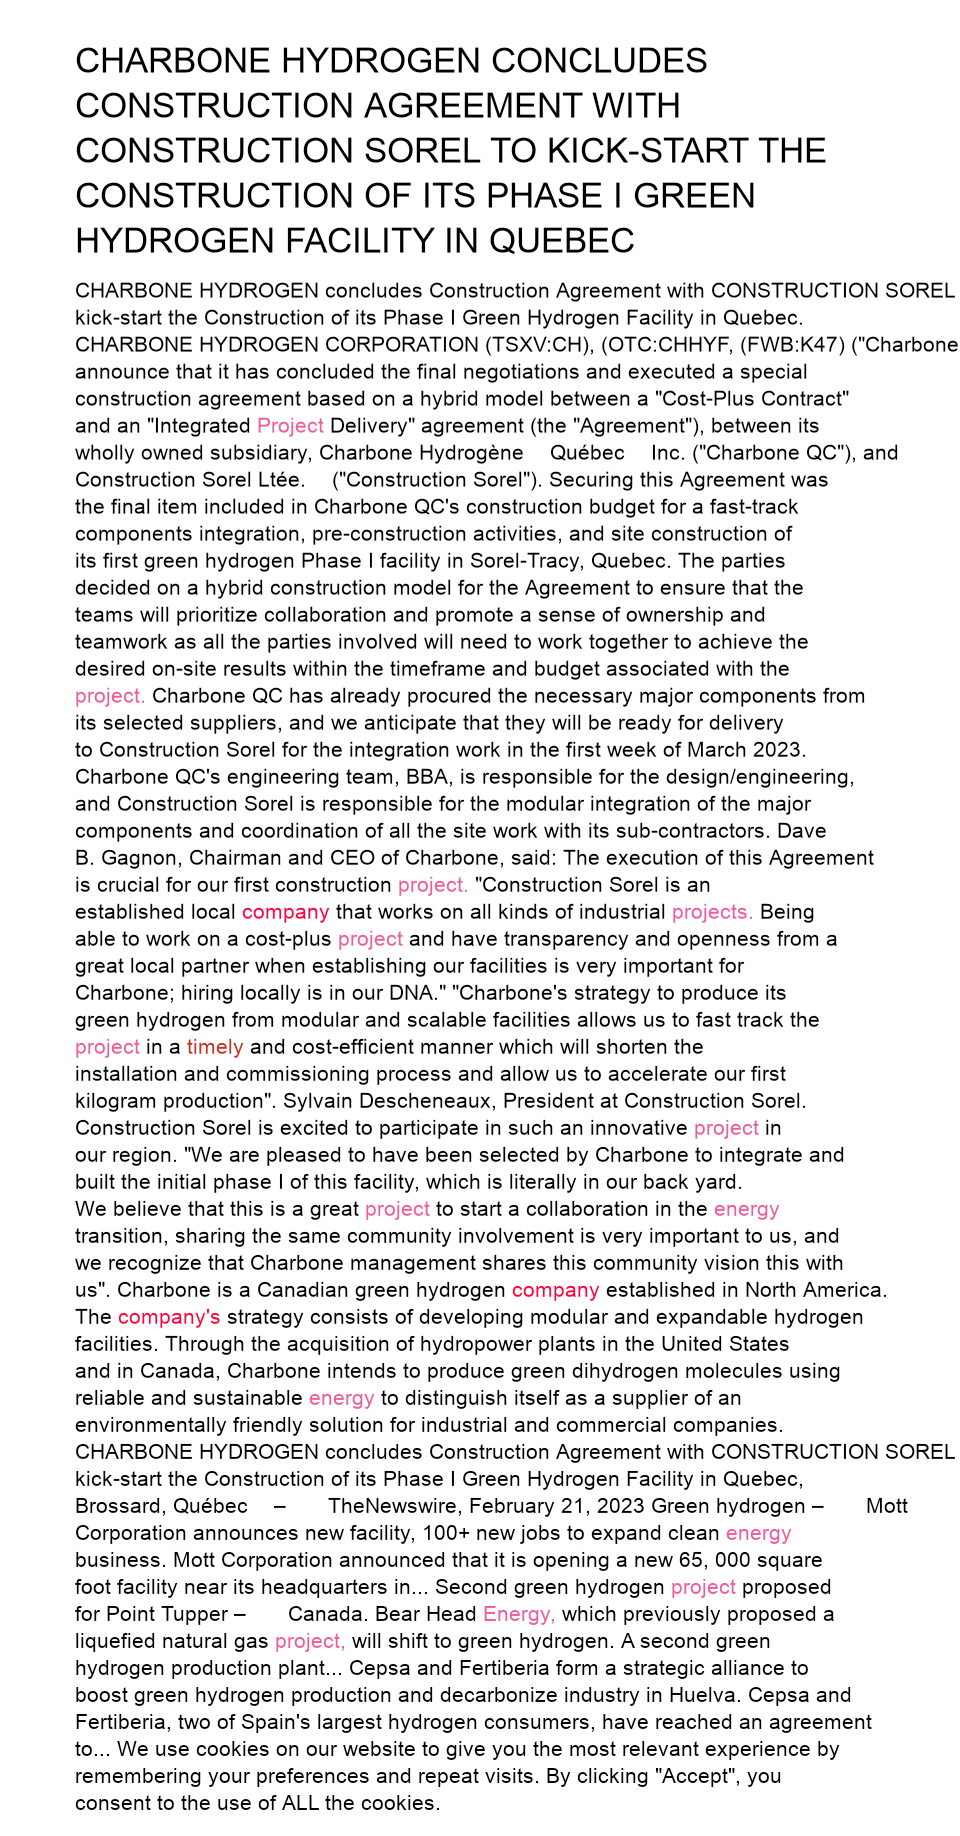 CHARBONE HYDROGEN CONCLUDES
CONSTRUCTION AGREEMENT WITH
CONSTRUCTION SOREL TO KICK-START THE
CONSTRUCTION OF ITS PHASE I GREEN
HYDROGEN FACILITY IN QUEBEC
CHARBONE HYDROGEN concludes Construction Agreement with CONSTRUCTION SOREL
kick-start the Construction of its Phase I Green Hydrogen Facility in Quebec.
CHARBONE HYDROGEN CORPORATION (TSXV:CH), (OTC:CHHYF, (FWB:K47) ("Charbone
announce that it has concluded the final negotiations and executed a special
construction agreement based on a hybrid model between a "Cost-Plus Contract"
and an "Integrated Project Delivery" agreement (the "Agreement"), between its
wholly owned subsidiary, Charbone Hydrogène Québec Inc. ("Charbone QC"), and
Construction Sorel Ltée. ("Construction Sorel"). Securing this Agreement was
the final item included in Charbone QC's construction budget for a fast-track
components integration, pre-construction activities, and site construction of
its first green hydrogen Phase I facility in Sorel-Tracy, Quebec. The parties
decided on a hybrid construction model for the Agreement to ensure that the
teams will prioritize collaboration and promote a sense of ownership and
teamwork as all the parties involved will need to work together to achieve the
desired on-site results within the timeframe and budget associated with the
project. Charbone QC has already procured the necessary major components from
its selected suppliers, and we anticipate that they will be ready for delivery
to Construction Sorel for the integration work in the first week of March 2023.
Charbone QC's engineering team, BBA, is responsible for the design/engineering,
and Construction Sorel is responsible for the modular integration of the major
components and coordination of all the site work with its sub-contractors. Dave
B. Gagnon, Chairman and CEO of Charbone, said: The execution of this Agreement
is crucial for our first construction project. "Construction Sorel is an
established local company that works on all kinds of industrial projects. Being
able to work on a cost-plus project and have transparency and openness from a
great local partner when establishing our facilities is very important for
Charbone; hiring locally is in our DNA." "Charbone's strategy to produce its
green hydrogen from modular and scalable facilities allows us to fast track the
project in a timely and cost-efficient manner which will shorten the
installation and commissioning process and allow us to accelerate our first
kilogram production". Sylvain Descheneaux, President at Construction Sorel.
Construction Sorel is excited to participate in such an innovative project in
our region. "We are pleased to have been selected by Charbone to integrate and
built the initial phase I of this facility, which is literally in our back yard.
We believe that this is a great project to start a collaboration in the energy
transition, sharing the same community involvement is very important to us, and
we recognize that Charbone management shares this community vision this with
us". Charbone is a Canadian green hydrogen company established in North America.
The company's strategy consists of developing modular and expandable hydrogen
facilities. Through the acquisition of hydropower plants in the United States
and in Canada, Charbone intends to produce green dihydrogen molecules using
reliable and sustainable energy to distinguish itself as a supplier of an
environmentally friendly solution for industrial and commercial companies.
CHARBONE HYDROGEN concludes Construction Agreement with CONSTRUCTION SOREL
kick-start the Construction of its Phase I Green Hydrogen Facility in Quebec,
Brossard, Québec – TheNewswire, February 21, 2023 Green hydrogen – Mott
Corporation announces new facility, 100+ new jobs to expand clean energy
business. Mott Corporation announced that it is opening a new 65, 000 square
foot facility near its headquarters in... Second green hydrogen project proposed
for Point Tupper – Canada. Bear Head Energy, which previously proposed a
liquefied natural gas project, will shift to green hydrogen. A second green
hydrogen production plant... Cepsa and Fertiberia form a strategic alliance to
boost green hydrogen production and decarbonize industry in Huelva. Cepsa and
Fertiberia, two of Spain's largest hydrogen consumers, have reached an agreement
to... We use cookies on our website to give you the most relevant experience by
remembering your preferences and repeat visits. By clicking "Accept", you
consent to the use of ALL the cookies.